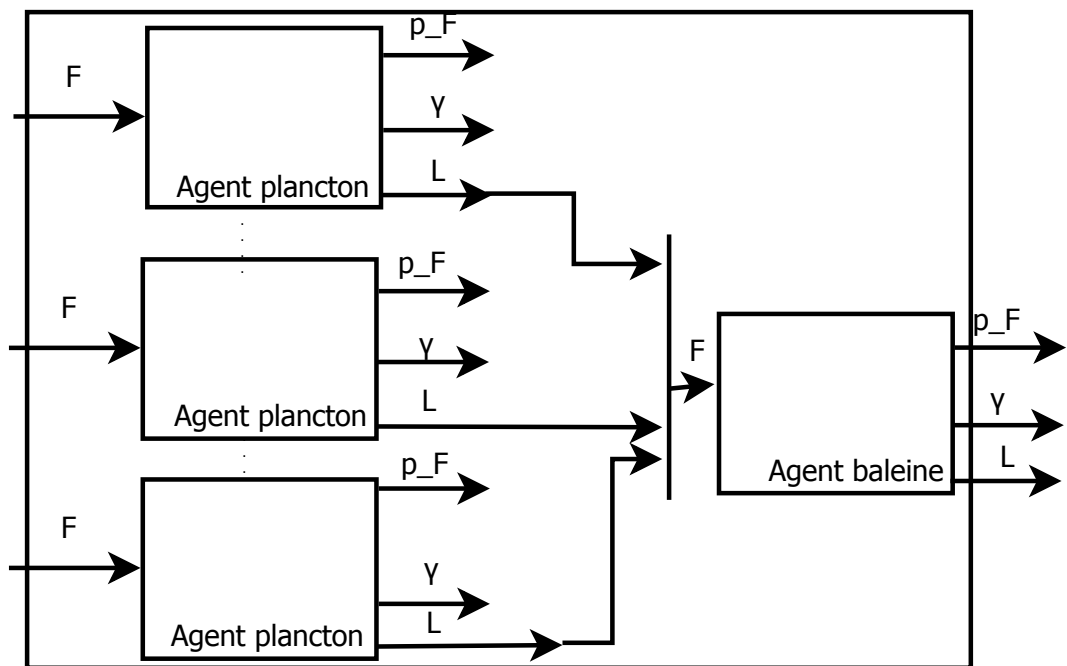 p_F
F
γ
L
Agent plancton
p_F
F
γ
L
Agent plancton
p_F
F
γ
L
Agent plancton
F
p_F
γ
L
Agent baleine